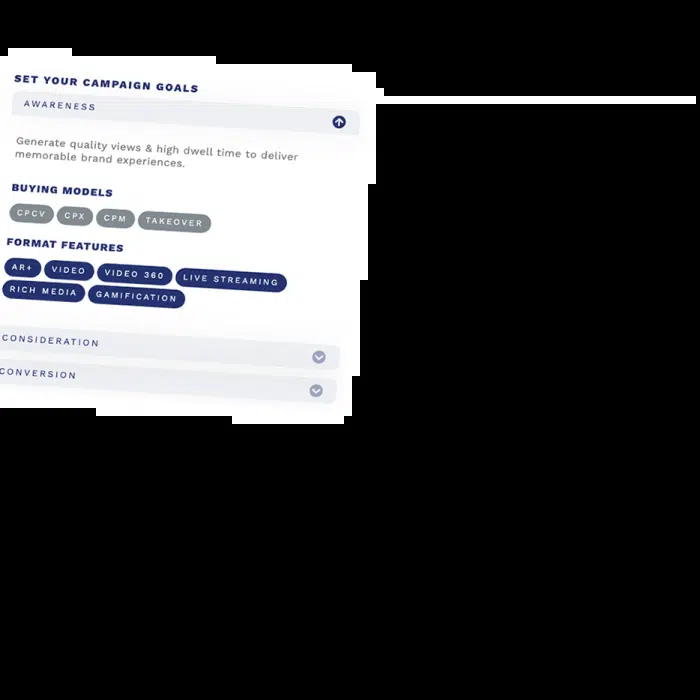 SET YOUR CAMPAIGN GOALS
AWARENESS
Generate quality views & high dwell time to deliver
memorable brand experiences.
BUYING MODELS
CPCV CPX CPM TAKEOVER
FORMAT FEATURES
AR+ VIDEO VIDEO 360 LIVE STREAMING
RICH MEDIA GAMIFICATION
CONSIDERATION
CONVERSION